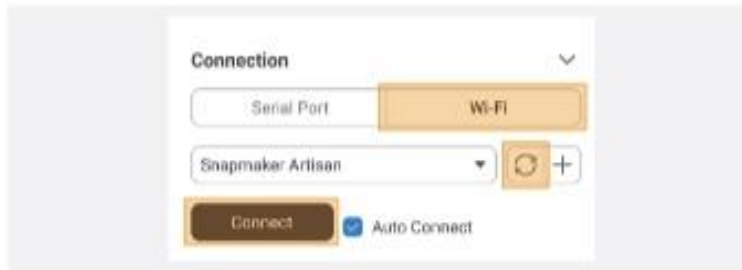 Connection
Serial Port Wi-Fi
Snapmaker Artisan
Connect Auto Connect